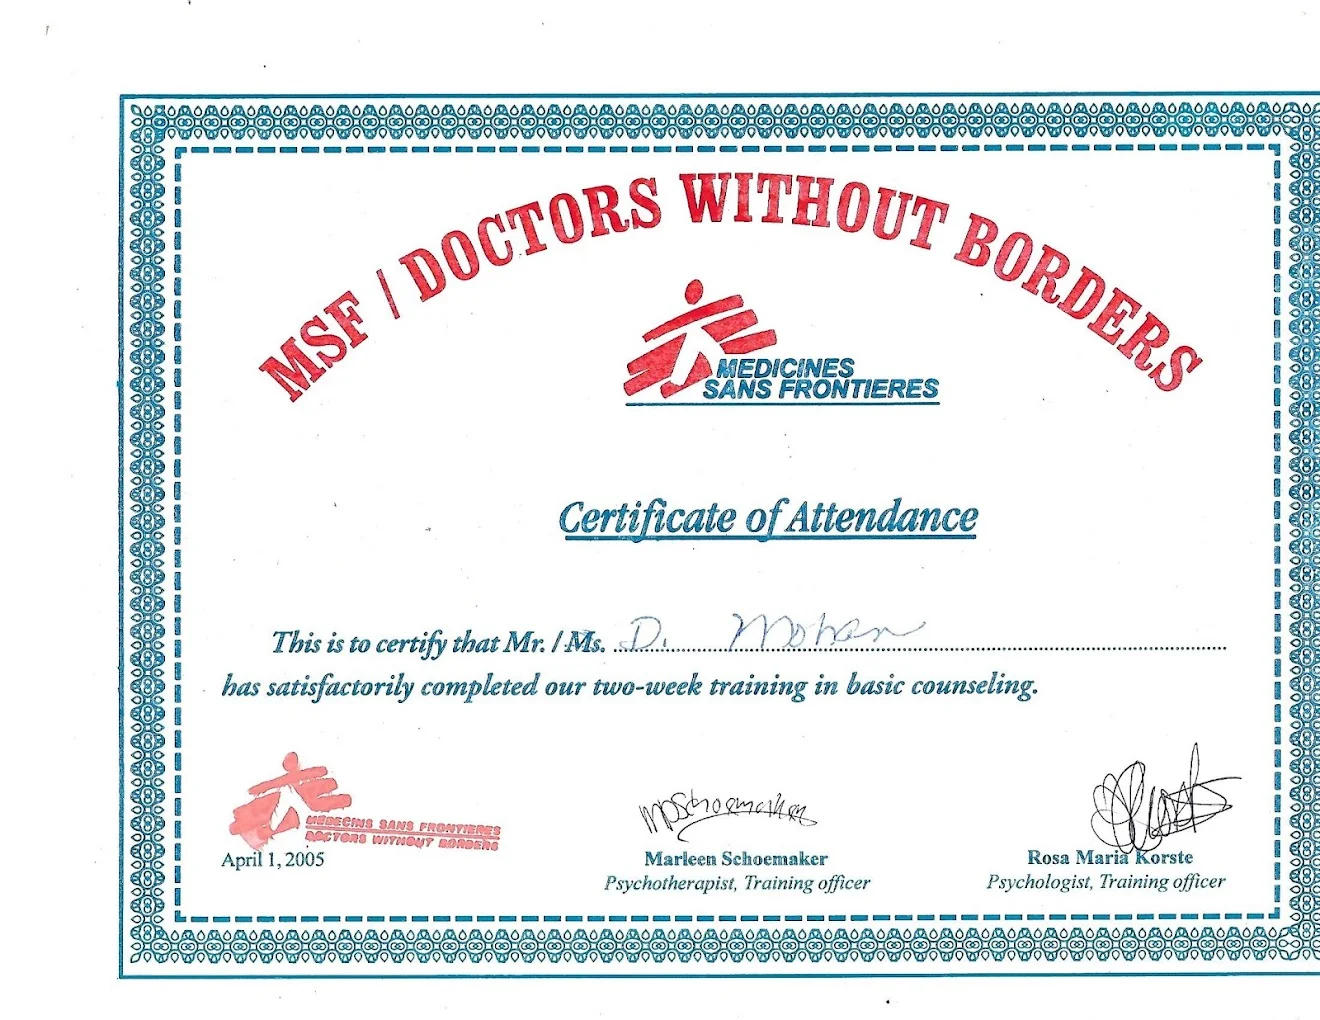 MSF / DOCTORS WITHOUT BORDERS
MEDICINES
SANS FRONTIERES
Certificate of Attendance
This is to certify that Mr. / Ms. D. Mohan
has satisfactorily completed our two-week training in basic counseling.
MEDECINS SANS FRONTIERES
DOCTORS WITHOUT BORDERS
April 1, 2005
MPSchoemaker
Marleen Schoemaker
Psychotherapist, Training officer
Rosa Maria Korste
Psychologist, Training officer